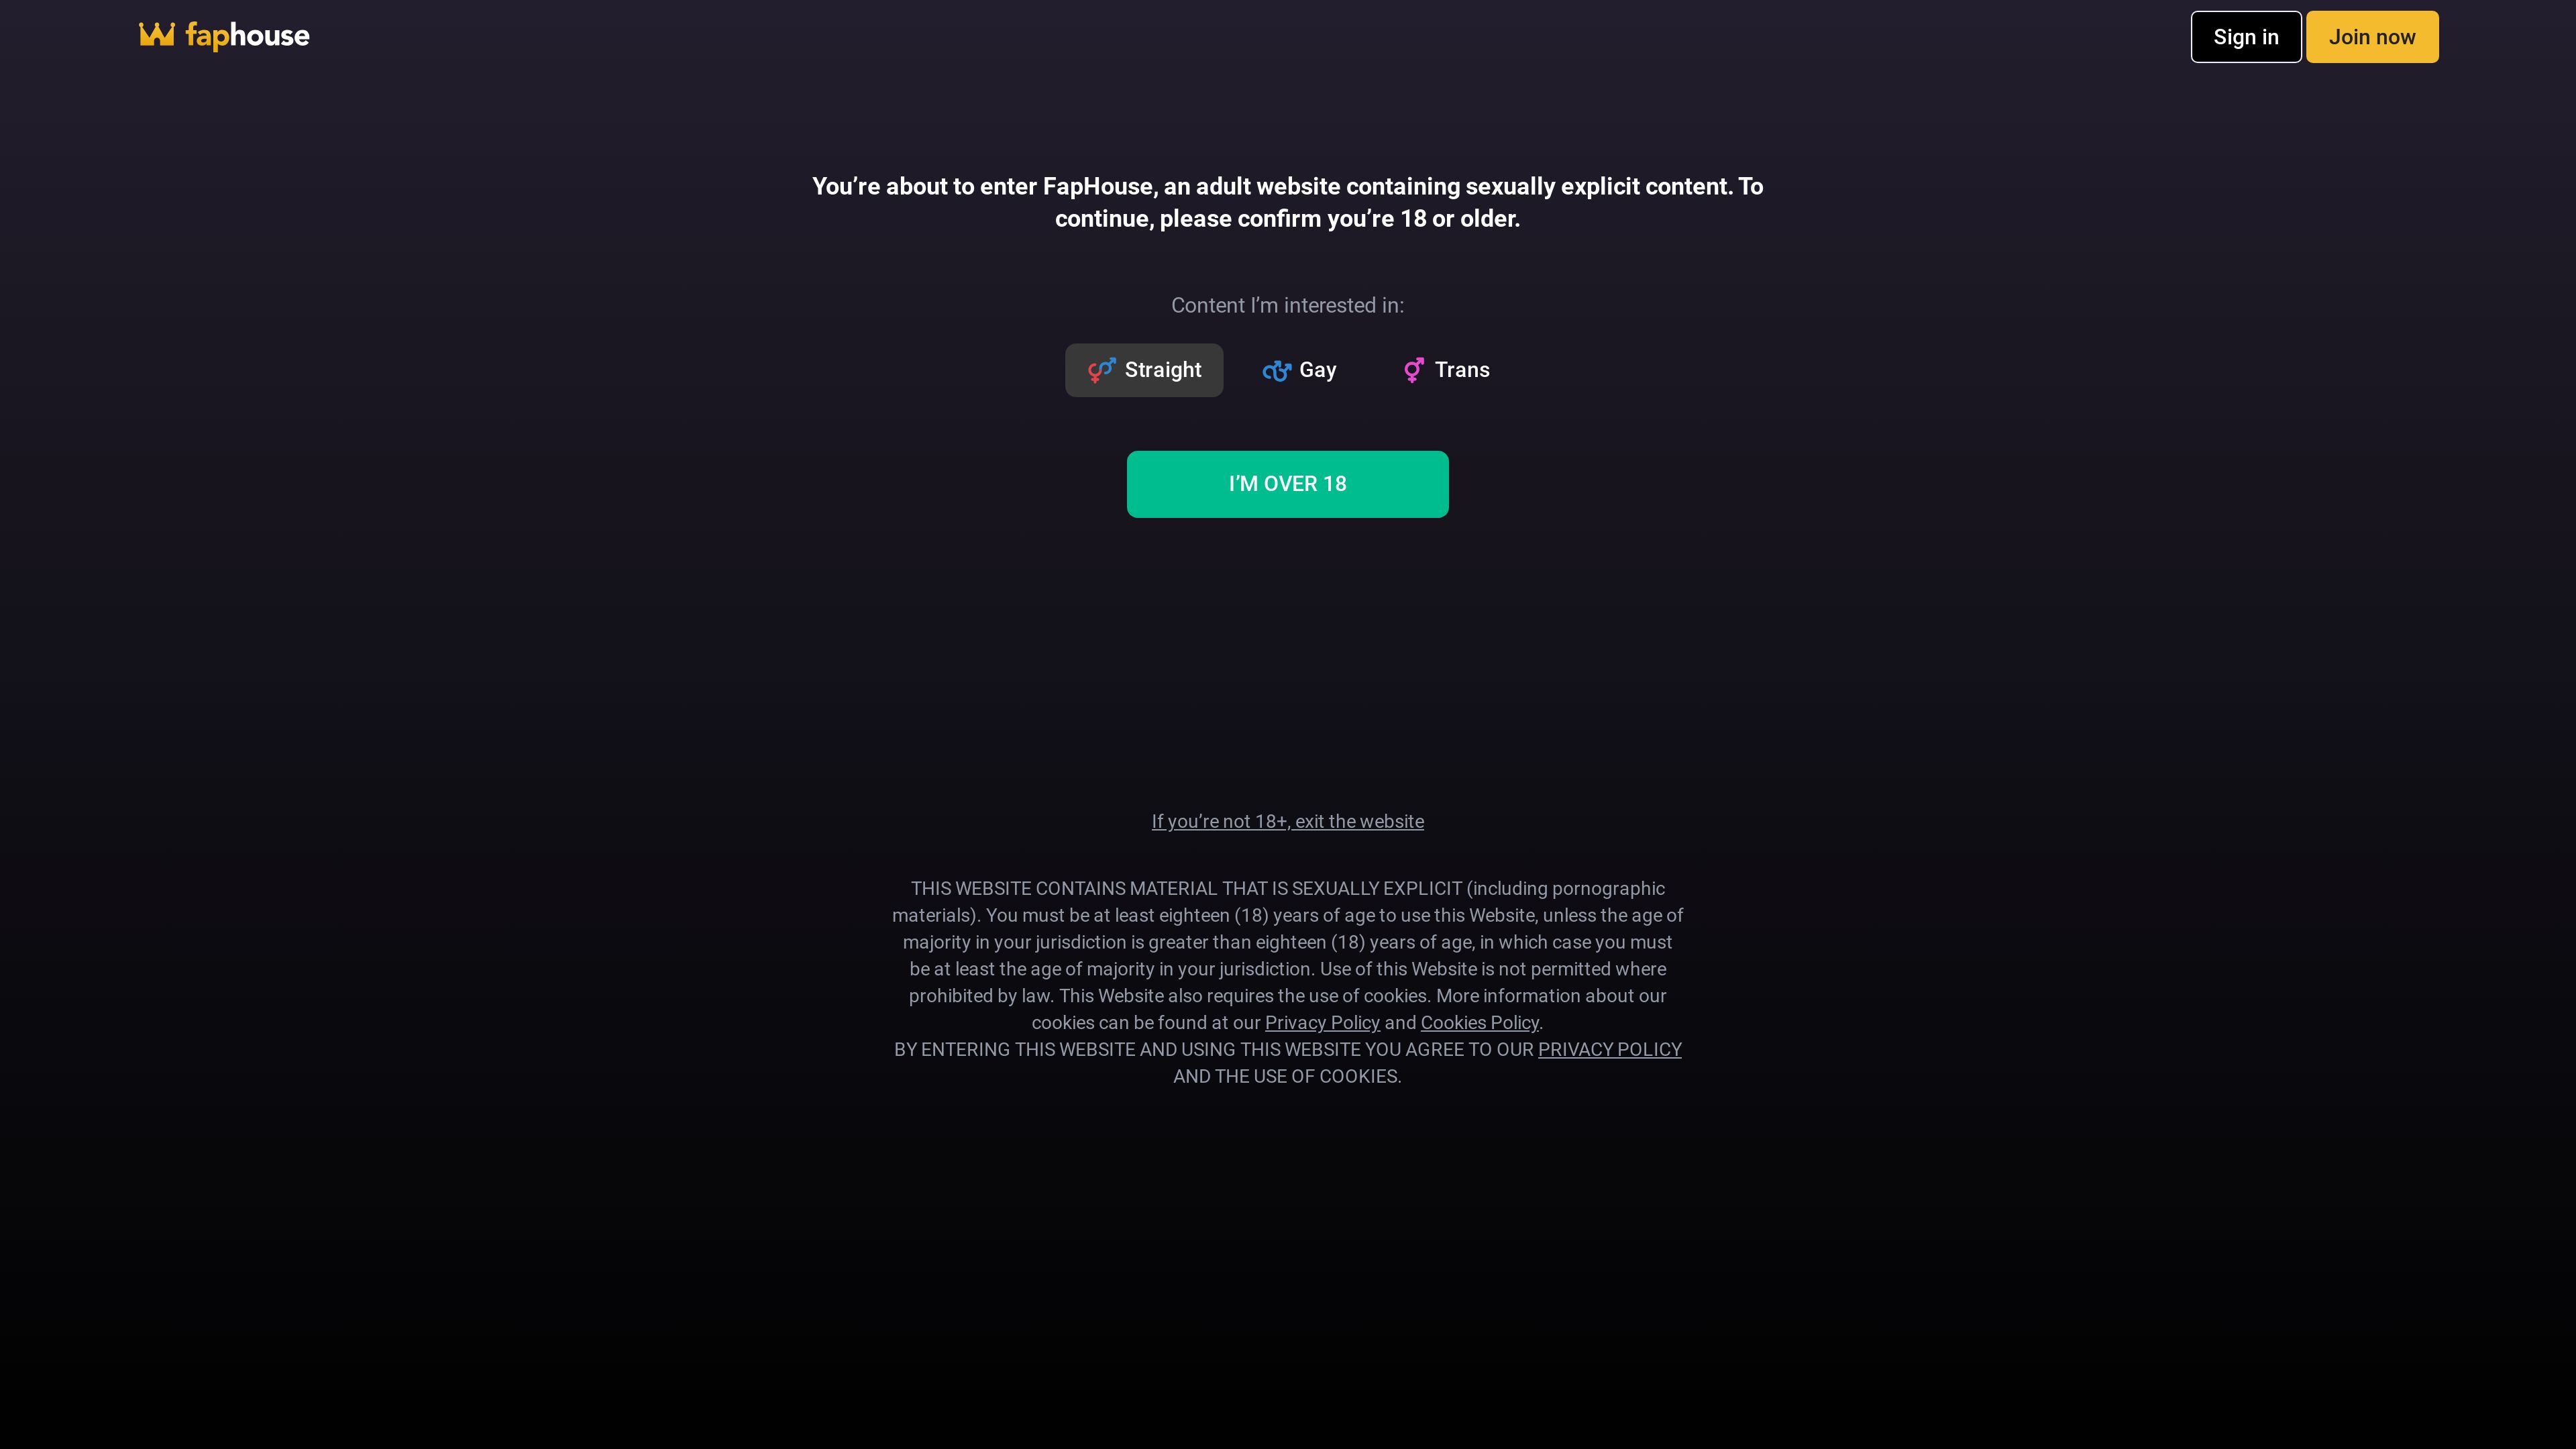 faphouse
Sign in
Join now
You’re about to enter FapHouse, an adult website containing sexually explicit content. To
continue, please confirm you’re 18 or older.
Content I’m interested in:
Straight
Gay
Trans
I’M OVER 18
If you’re not 18+, exit the website
THIS WEBSITE CONTAINS MATERIAL THAT IS SEXUALLY EXPLICIT (including pornographic
materials). You must be at least eighteen (18) years of age to use this Website, unless the age of
majority in your jurisdiction is greater than eighteen (18) years of age, in which case you must
be at least the age of majority in your jurisdiction. Use of this Website is not permitted where
prohibited by law. This Website also requires the use of cookies. More information about our
cookies can be found at our Privacy Policy and Cookies Policy.
BY ENTERING THIS WEBSITE AND USING THIS WEBSITE YOU AGREE TO OUR PRIVACY POLICY
AND THE USE OF COOKIES.